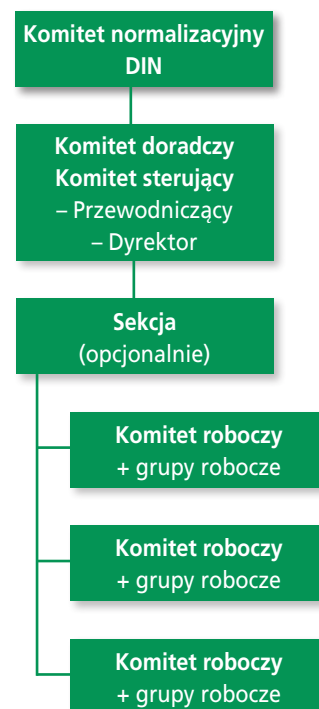 Komitet normalizacyjny
DIN
Komitet doradczy
Komitet sterujący
– Przewodniczący
– Dyrektor
Sekcja
(opcjonalnie)
Komitet roboczy
+ grupy robocze
Komitet roboczy
+ grupy robocze
Komitet roboczy
+ grupy robocze